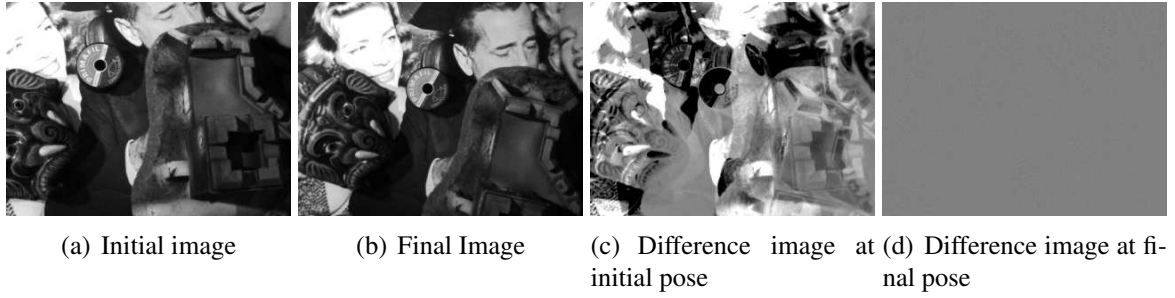 (a) Initial image
(b) Final Image
(c) Difference image at
initial pose
(d) Difference image at fi-
nal pose